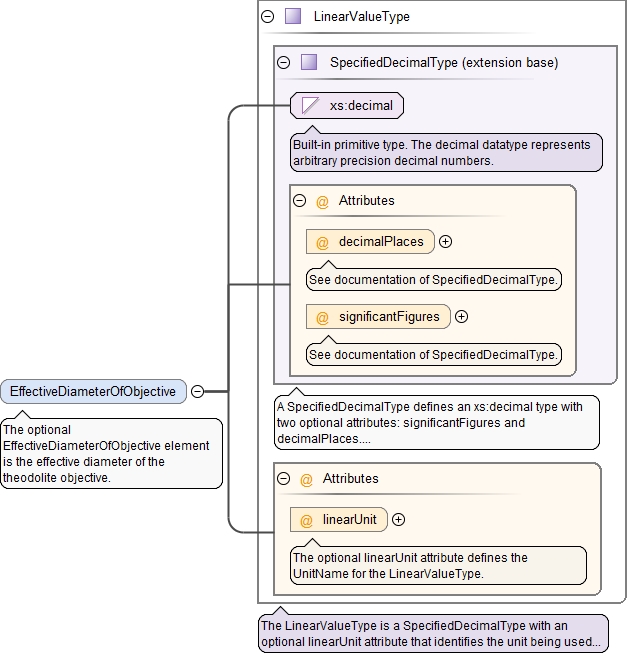 LinearValueType
SpecifiedDecimalType (extension base)
xs:decimal
Built-in primitive type. The decimal datatype represents
arbitrary precision decimal numbers.
@ Attributes
@ decimalPlaces
See documentation of SpecifiedDecimalType.
@ significantFigures
See documentation of SpecifiedDecimalType.
EffectiveDiameterOfObjective
The optional
EffectiveDiameterOfObjective element
is the effective diameter of the
theodolite objective.
A SpecifiedDecimalType defines an xs:decimal type with
two optional attributes: significantFigures and
decimalPlaces....
@ Attributes
@ linearUnit
The optional linearUnit attribute defines the
UnitName for the LinearValueType.
The LinearValueType is a SpecifiedDecimalType with an
optional linearUnit attribute that identifies the unit being used...